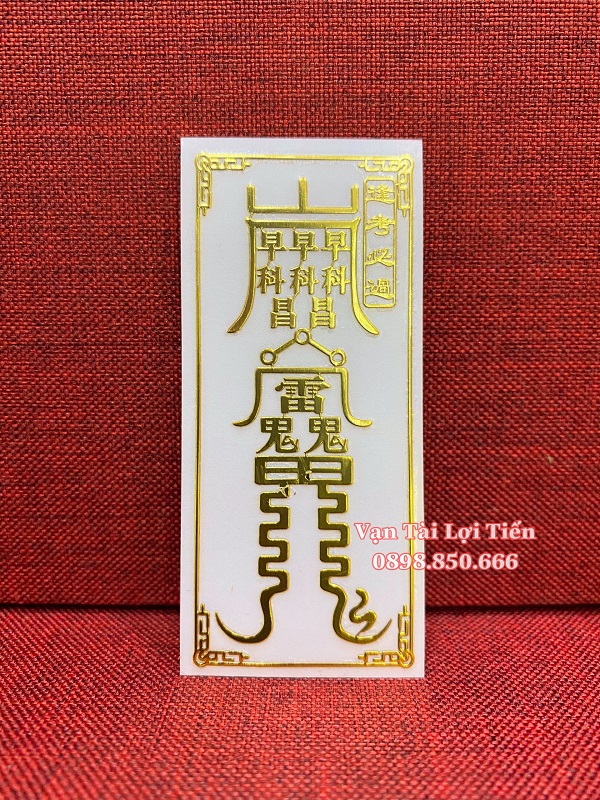 逢考必過
早早早
科科科
昌昌
雷
鬼鬼
Vạn Tài Lợi Tiến
0898.850.666